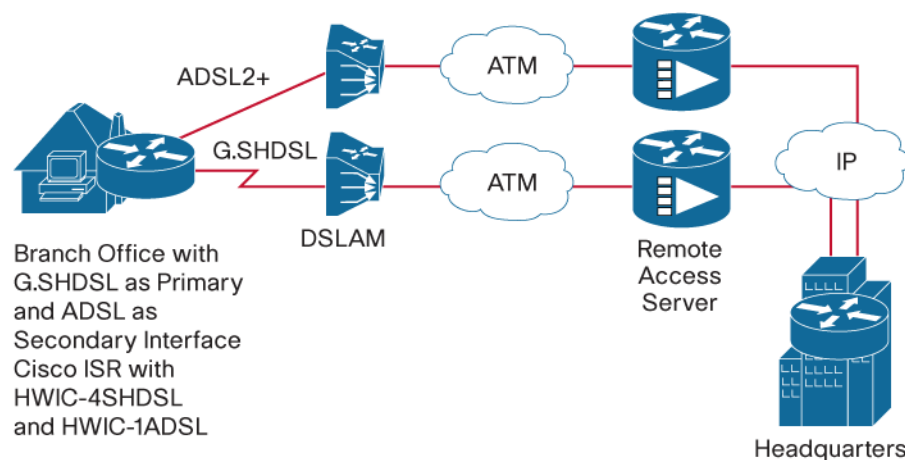 ADSL2+
ATM
G.SHDSL
ATM
IP
DSLAM
Remote
Access
Server
Branch Office with
G.SHDSL as Primary
and ADSL as
Secondary Interface
Cisco ISR with
HWIC-4SHDSL
and HWIC-1ADSL
Headquarters